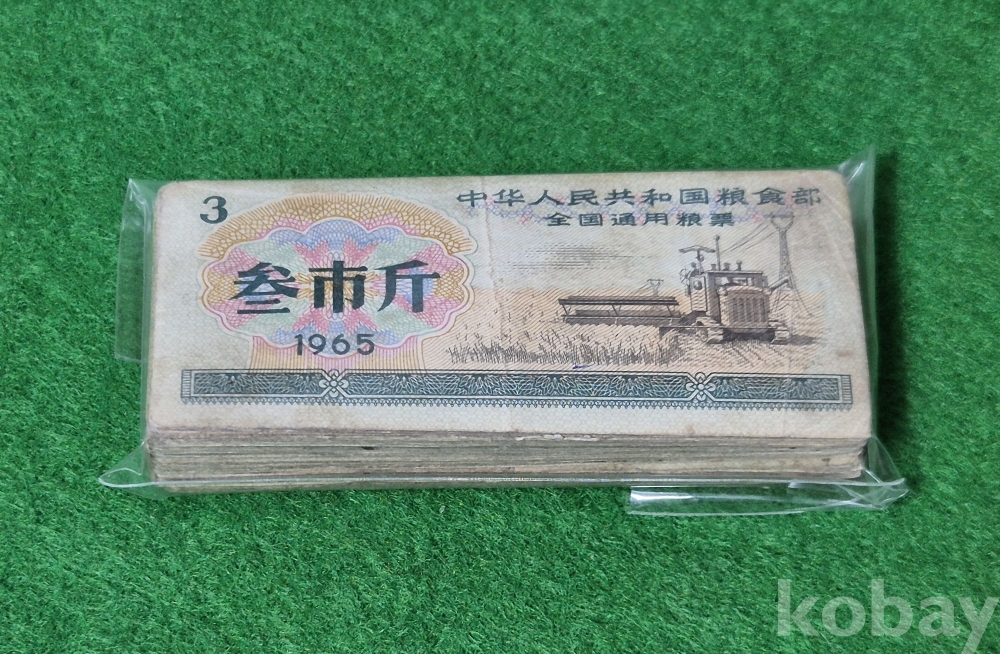 3
中华人民共和国粮食部
全国通用粮票
叁市斤
1965
kobay